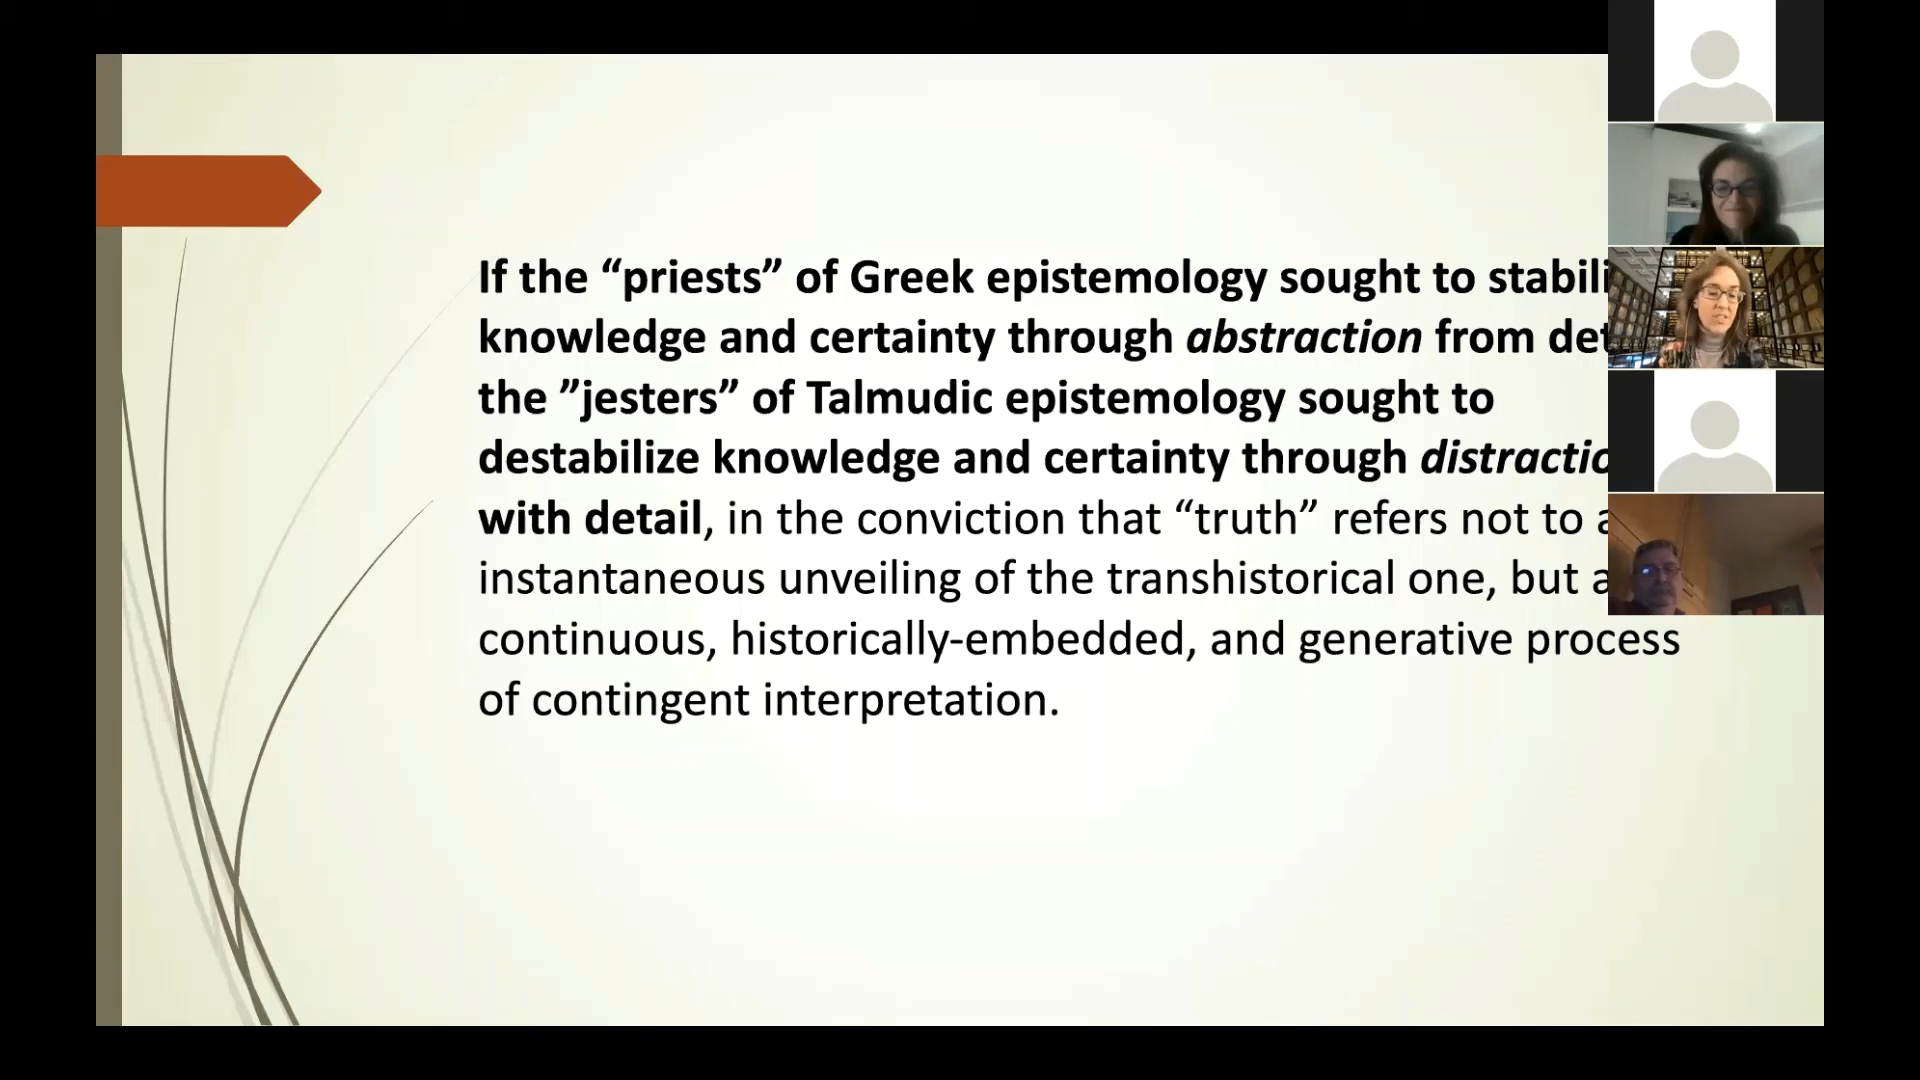 If the “priests” of Greek epistemology sought to stabili
knowledge and certainty through abstraction from det
the ”jesters” of Talmudic epistemology sought to
destabilize knowledge and certainty through distractio
with detail, in the conviction that “truth” refers not to a
instantaneous unveiling of the transhistorical one, but a
continuous, historically-embedded, and generative process
of contingent interpretation.